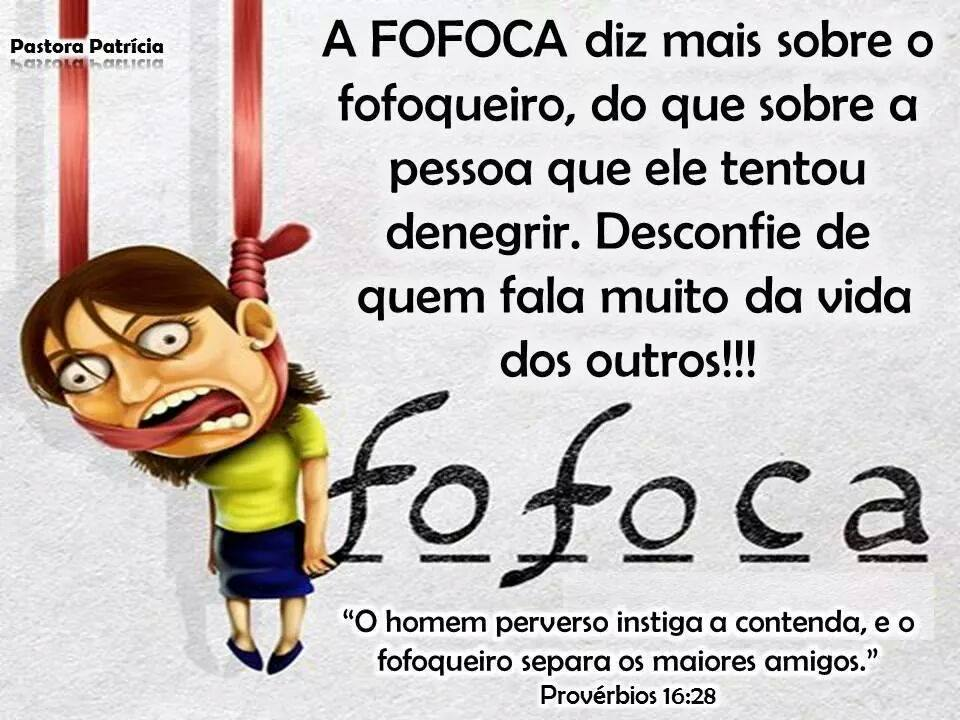 Pastora Patrícia
A FOFOCA diz mais sobre o
fofoqueiro, do que sobre a
pessoa que ele tentou
denegrir. Desconfie de
quem fala muito da vida
dos outros!!!
fofoca
“O homem perverso instiga a contenda, e o
fofoqueiro separa os maiores amigos.”
Provérbios 16:28